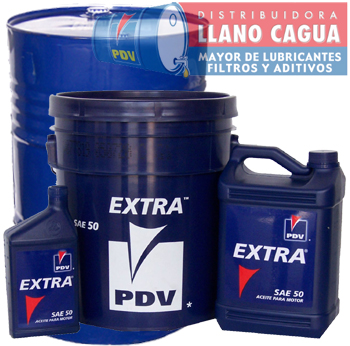 DISTRIBUIDORA
LLANO CAGUA
MAYOR DE LUBRICANTES
FILTROS Y ADITIVOS
PDV
EXTRA™
SAE 50
PDV
*
PDV
EXTRA
SAE 50
ACEITE PARA MOTOR
PDV
EXTRA
SAE 50
ACEITE PARA MOTOR